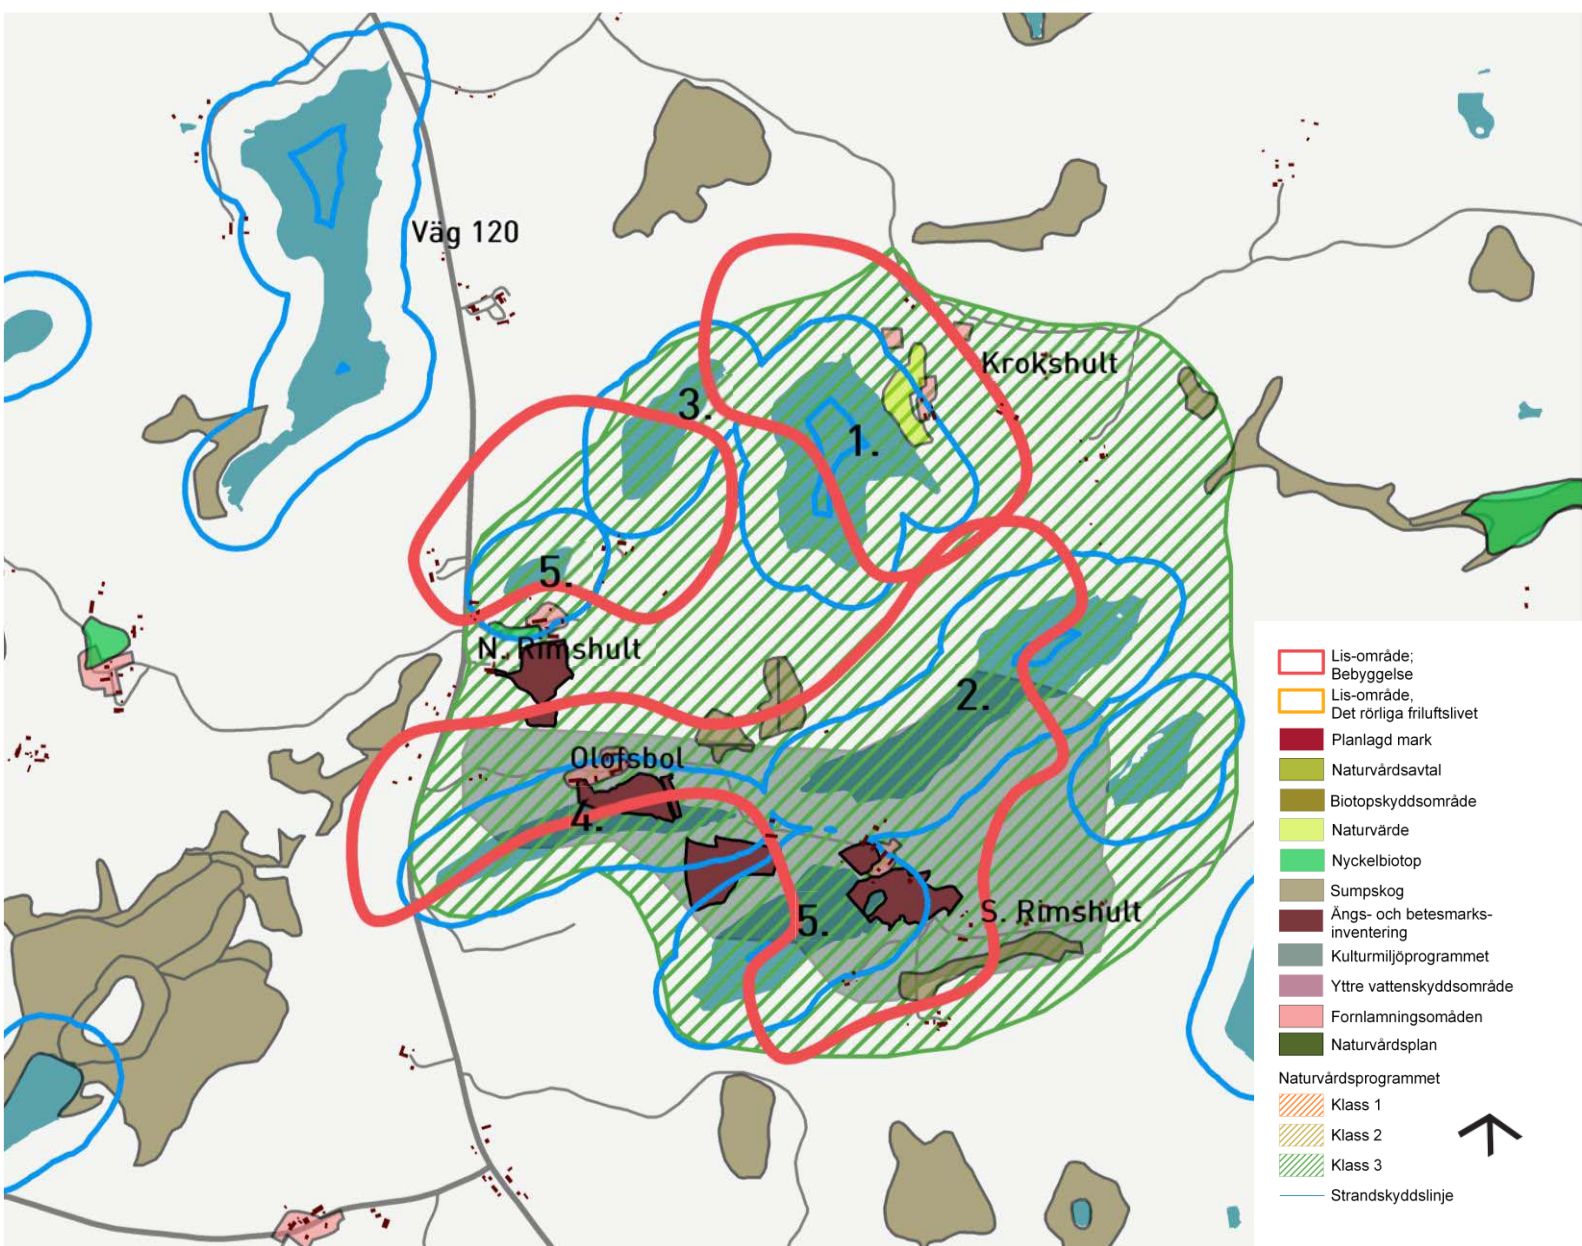 Väg 120
Krokshult
3.
1.
5.
N. Rimshult
2.
Olofsbol
4.
5.
S. Rimshult
Lis-område;
Bebyggelse
Lis-område,
Det rörliga friluftslivet
Planlagd mark
Naturvårdsavtal
Biotopskyddsområde
Naturvärde
Nyckelbiotop
Sumpskog
Ängs- och betesmarks-
inventering
Kulturmiljöprogrammet
Yttre vattenskyddsområde
Fornlamningsomåden
Naturvårdsplan
Naturvårdsprogrammet
Klass 1
Klass 2
Klass 3
Strandskyddslinje